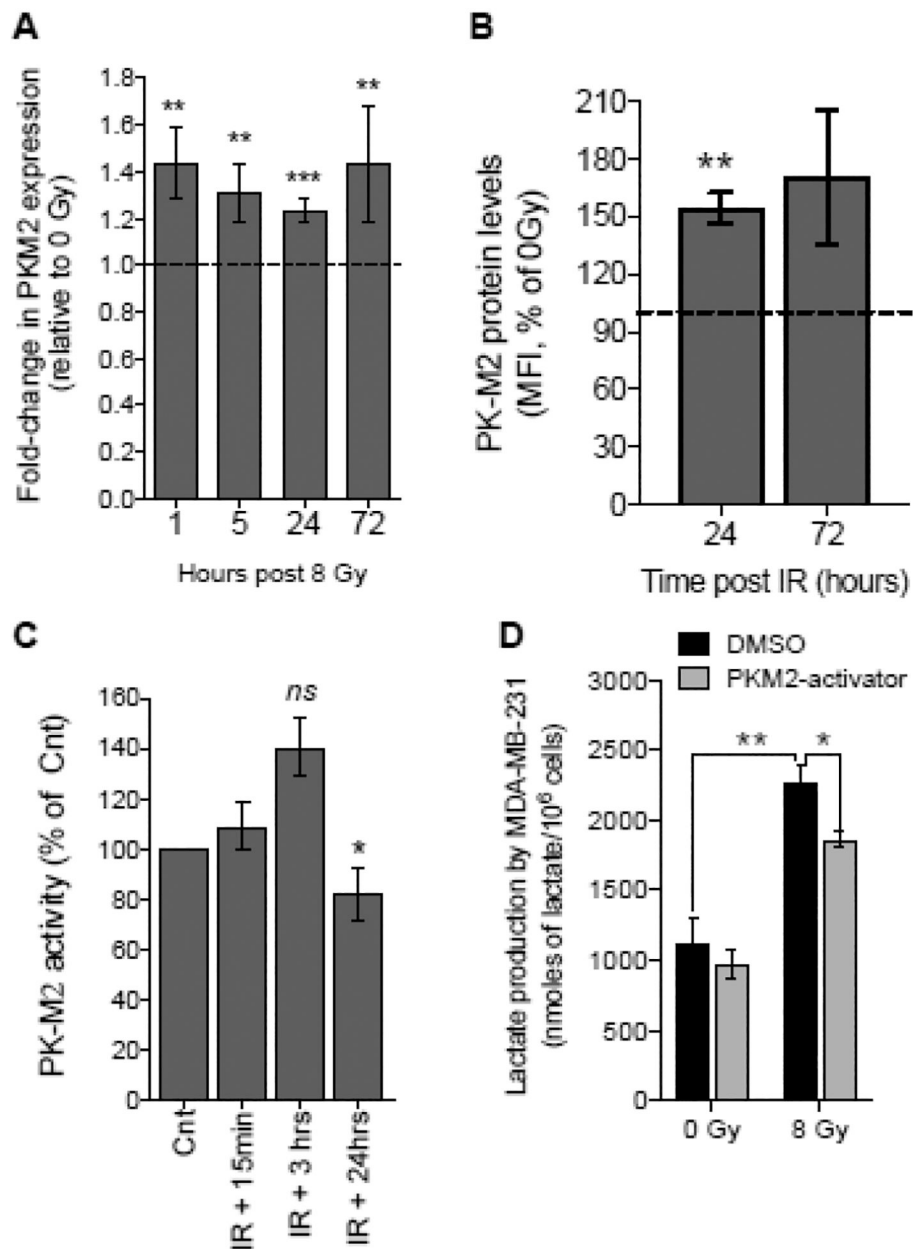 A
Fold-change in PKM2 expression
(relative to 0 Gy)
1.8
1.6
1.4
1.2
1.0
0.8
0.6
0.4
0.2
0.0
**
**
***
**
1 5 24 72
Hours post 8 Gy
B
PK-M2 protein levels
(MFI, % of 0Gy)
210
180
150
120
90
60
30
0
**
24 72
Time post IR (hours)
C
PK-M2 activity (% of Cnt)
160
140
120
100
80
60
40
20
0
ns
*
Cnt
IR + 15min
IR + 3 hrs
IR + 24hrs
D
DMSO
PKM2-activator
Lactate production by MDA-MB-231
(nmoles of lactate/10⁶ cells)
3000
2500
2000
1500
1000
500
0
** *
0 Gy 8 Gy